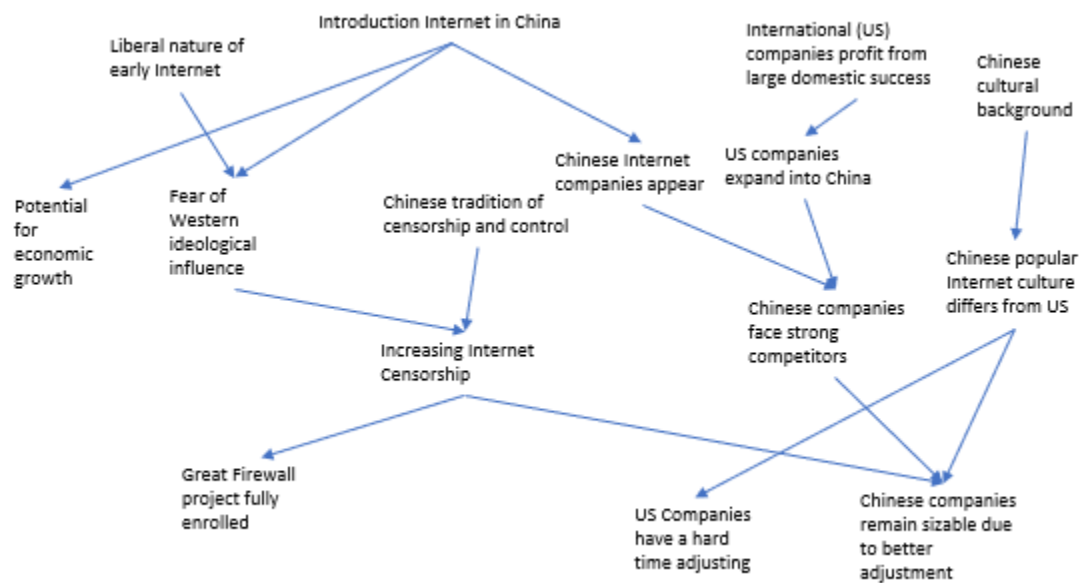 Introduction Internet in China
Liberal nature of
early Internet
International (US)
companies profit from
large domestic success
Chinese
cultural
background
Chinese Internet
companies appear
US companies
expand into China
Potential
for
economic
growth
Fear of
Western
ideological
influence
Chinese tradition of
censorship and control
Chinese popular
Internet culture
differs from US
Chinese companies
face strong
competitors
Increasing Internet
Censorship
Great Firewall
project fully
enrolled
US Companies
have a hard
time adjusting
Chinese companies
remain sizable due
to better
adjustment